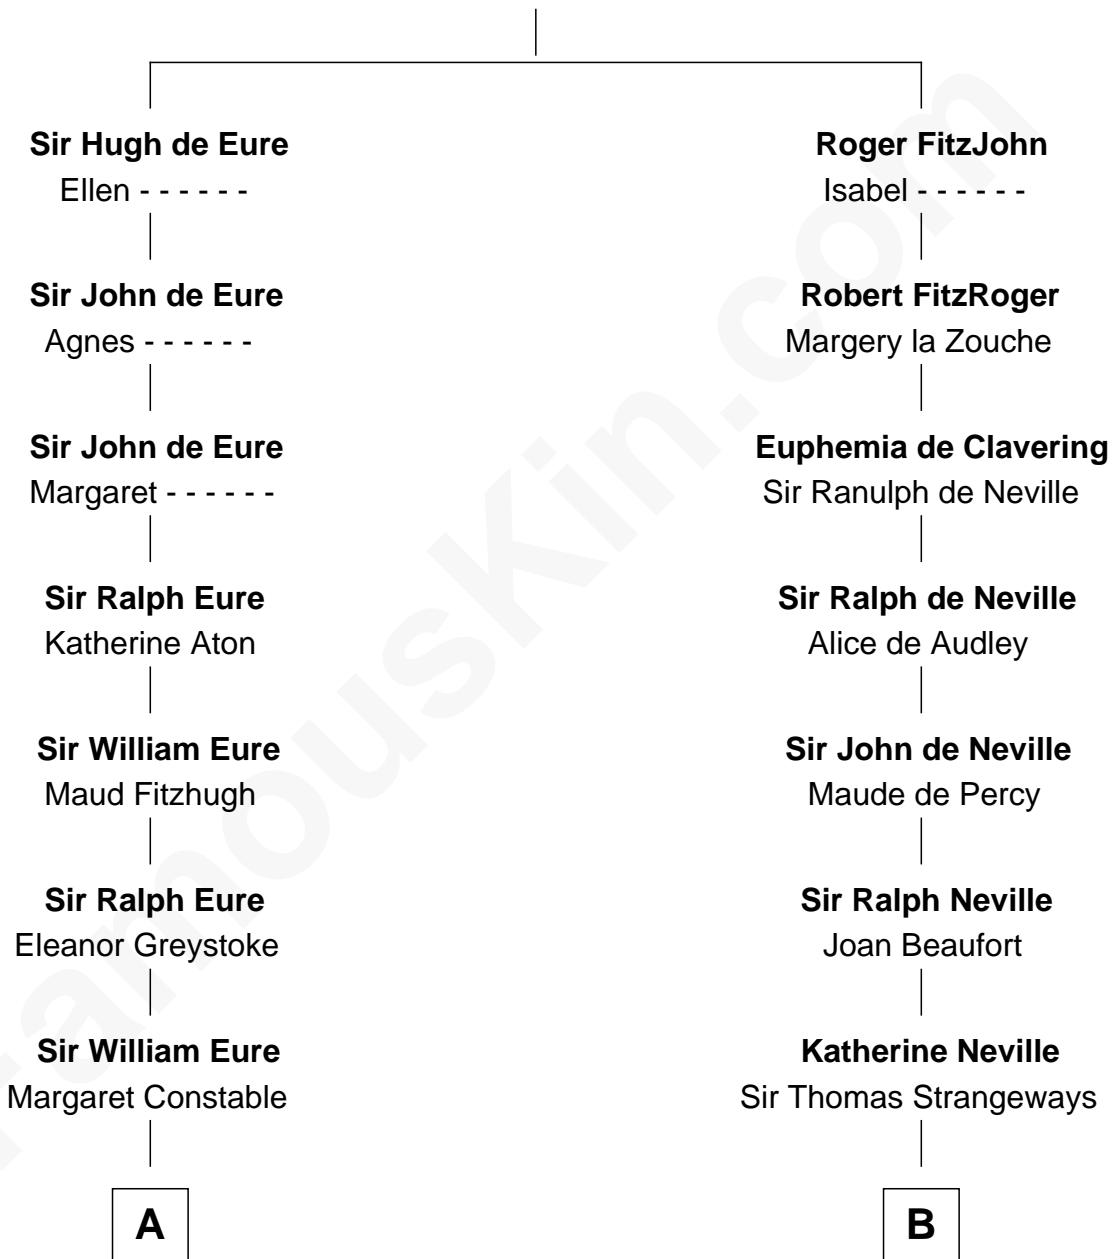 Sir Hugh de Eure
Ellen - - - - - -
Sir John de Eure
Agnes - - - - - -
Sir John de Eure
Margaret - - - - - -
Sir Ralph Eure
Katherine Aton
Sir William Eure
Maud Fitzhugh
Sir Ralph Eure
Eleanor Greystoke
Sir William Eure
Margaret Constable
A
Roger FitzJohn
Isabel - - - - - -
Robert FitzRoger
Margery la Zouche
Euphemia de Clavering
Sir Ranulph de Neville
Sir Ralph de Neville
Alice de Audley
Sir John de Neville
Maude de Percy
Sir Ralph Neville
Joan Beaufort
Katherine Neville
Sir Thomas Strangeways
B
famouskin.com